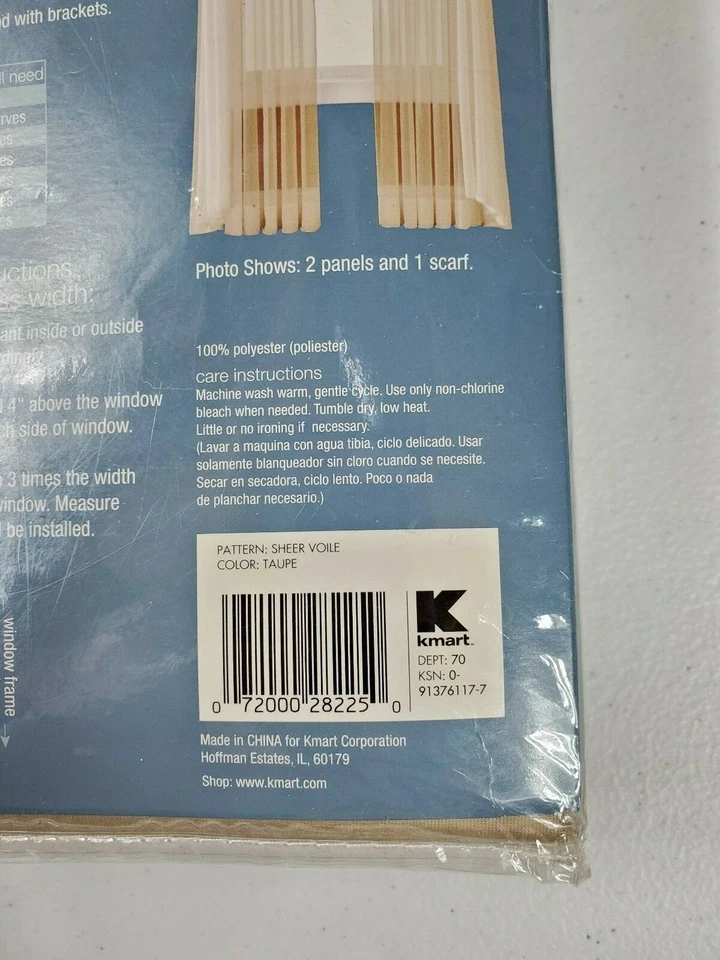 with brackets.
need
uctions
width:
ant inside or outside
4" above the window
ch side of window.
3 times the width
window. Measure
be installed.
window frame
Photo Shows: 2 panels and 1 scarf.
100% polyester (poliester)
care instructions
Machine wash warm, gentle cycle. Use only non-chlorine
bleach when needed. Tumble dry, low heat.
Little or no ironing if necessary.
(Lavar a maquina con agua tibia, ciclo delicado. Usar
solamente blanqueador sin cloro cuando se necesite.
Secar en secadora, ciclo lento. Poco o nada
de planchar necesario.)
PATTERN: SHEER VOILE
COLOR: TAUPE
0 72000 28225 0
K
kmart
DEPT: 70
KSN: 0-
91376117-7
Made in CHINA for Kmart Corporation
Hoffman Estates, IL, 60179
Shop: www.kmart.com